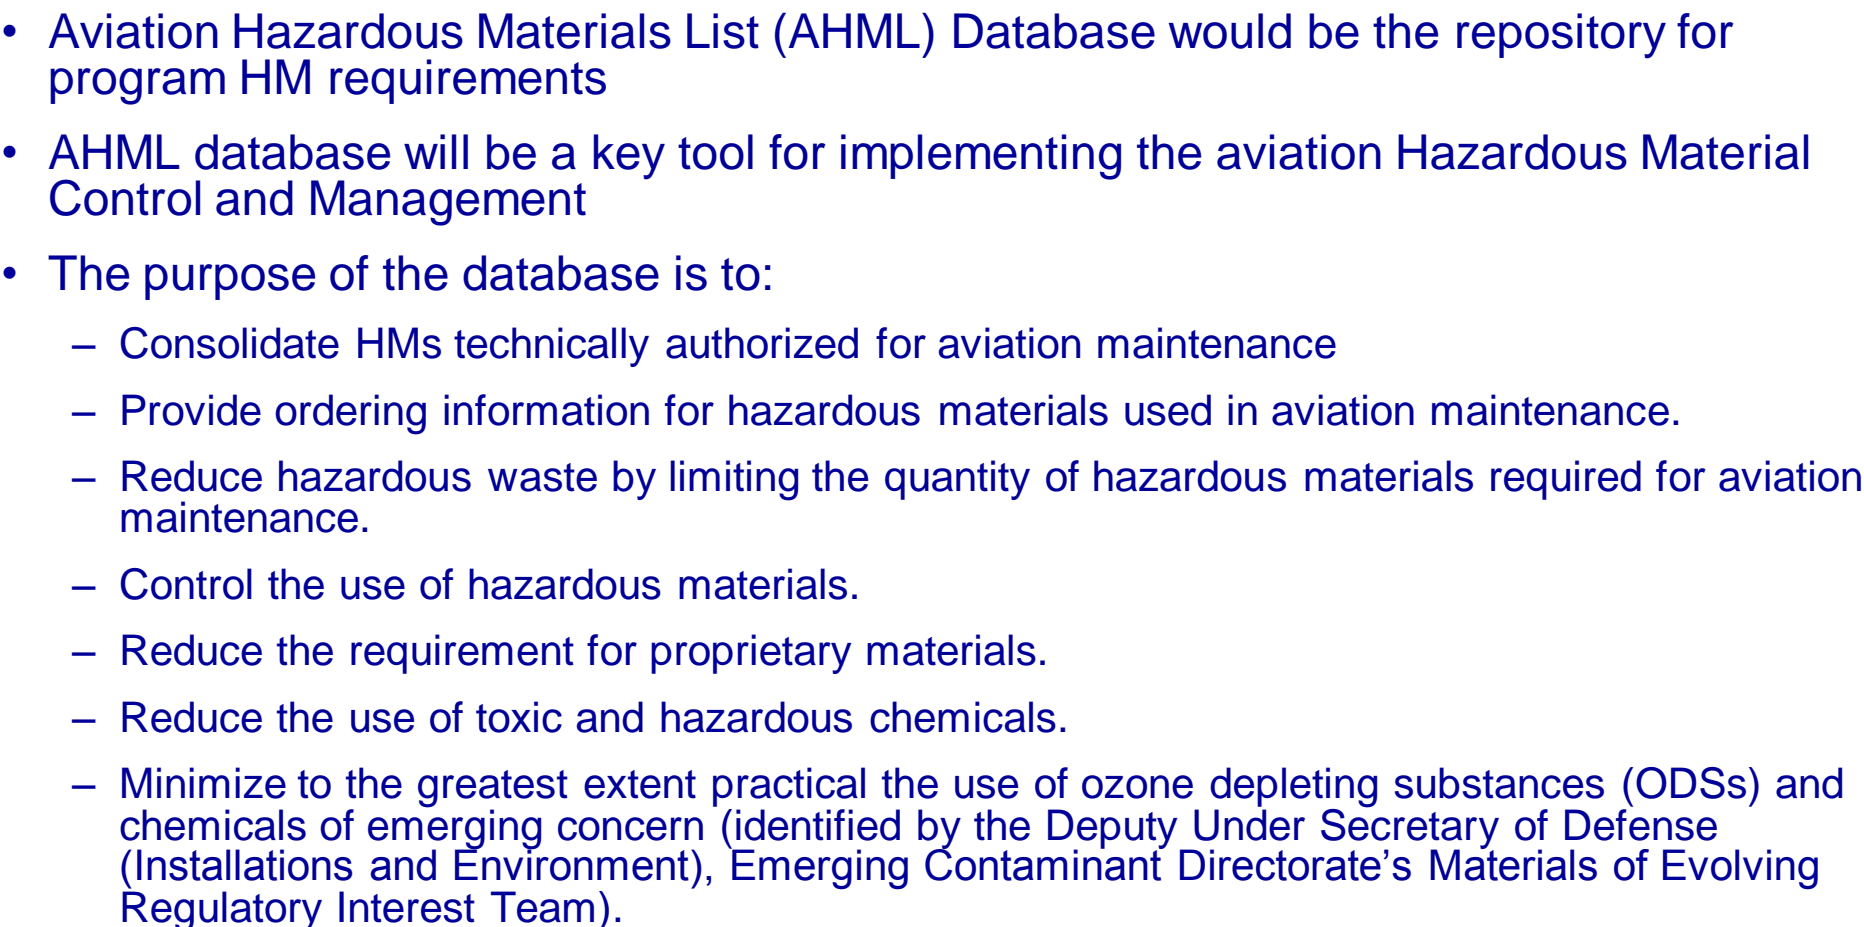 • Aviation Hazardous Materials List (AHML) Database would be the repository for
program HM requirements
• AHML database will be a key tool for implementing the aviation Hazardous Material
Control and Management
• The purpose of the database is to:
– Consolidate HMs technically authorized for aviation maintenance
– Provide ordering information for hazardous materials used in aviation maintenance.
– Reduce hazardous waste by limiting the quantity of hazardous materials required for aviation
maintenance.
– Control the use of hazardous materials.
– Reduce the requirement for proprietary materials.
– Reduce the use of toxic and hazardous chemicals.
– Minimize to the greatest extent practical the use of ozone depleting substances (ODSs) and
chemicals of emerging concern (identified by the Deputy Under Secretary of Defense
(Installations and Environment), Emerging Contaminant Directorate’s Materials of Evolving
Regulatory Interest Team).